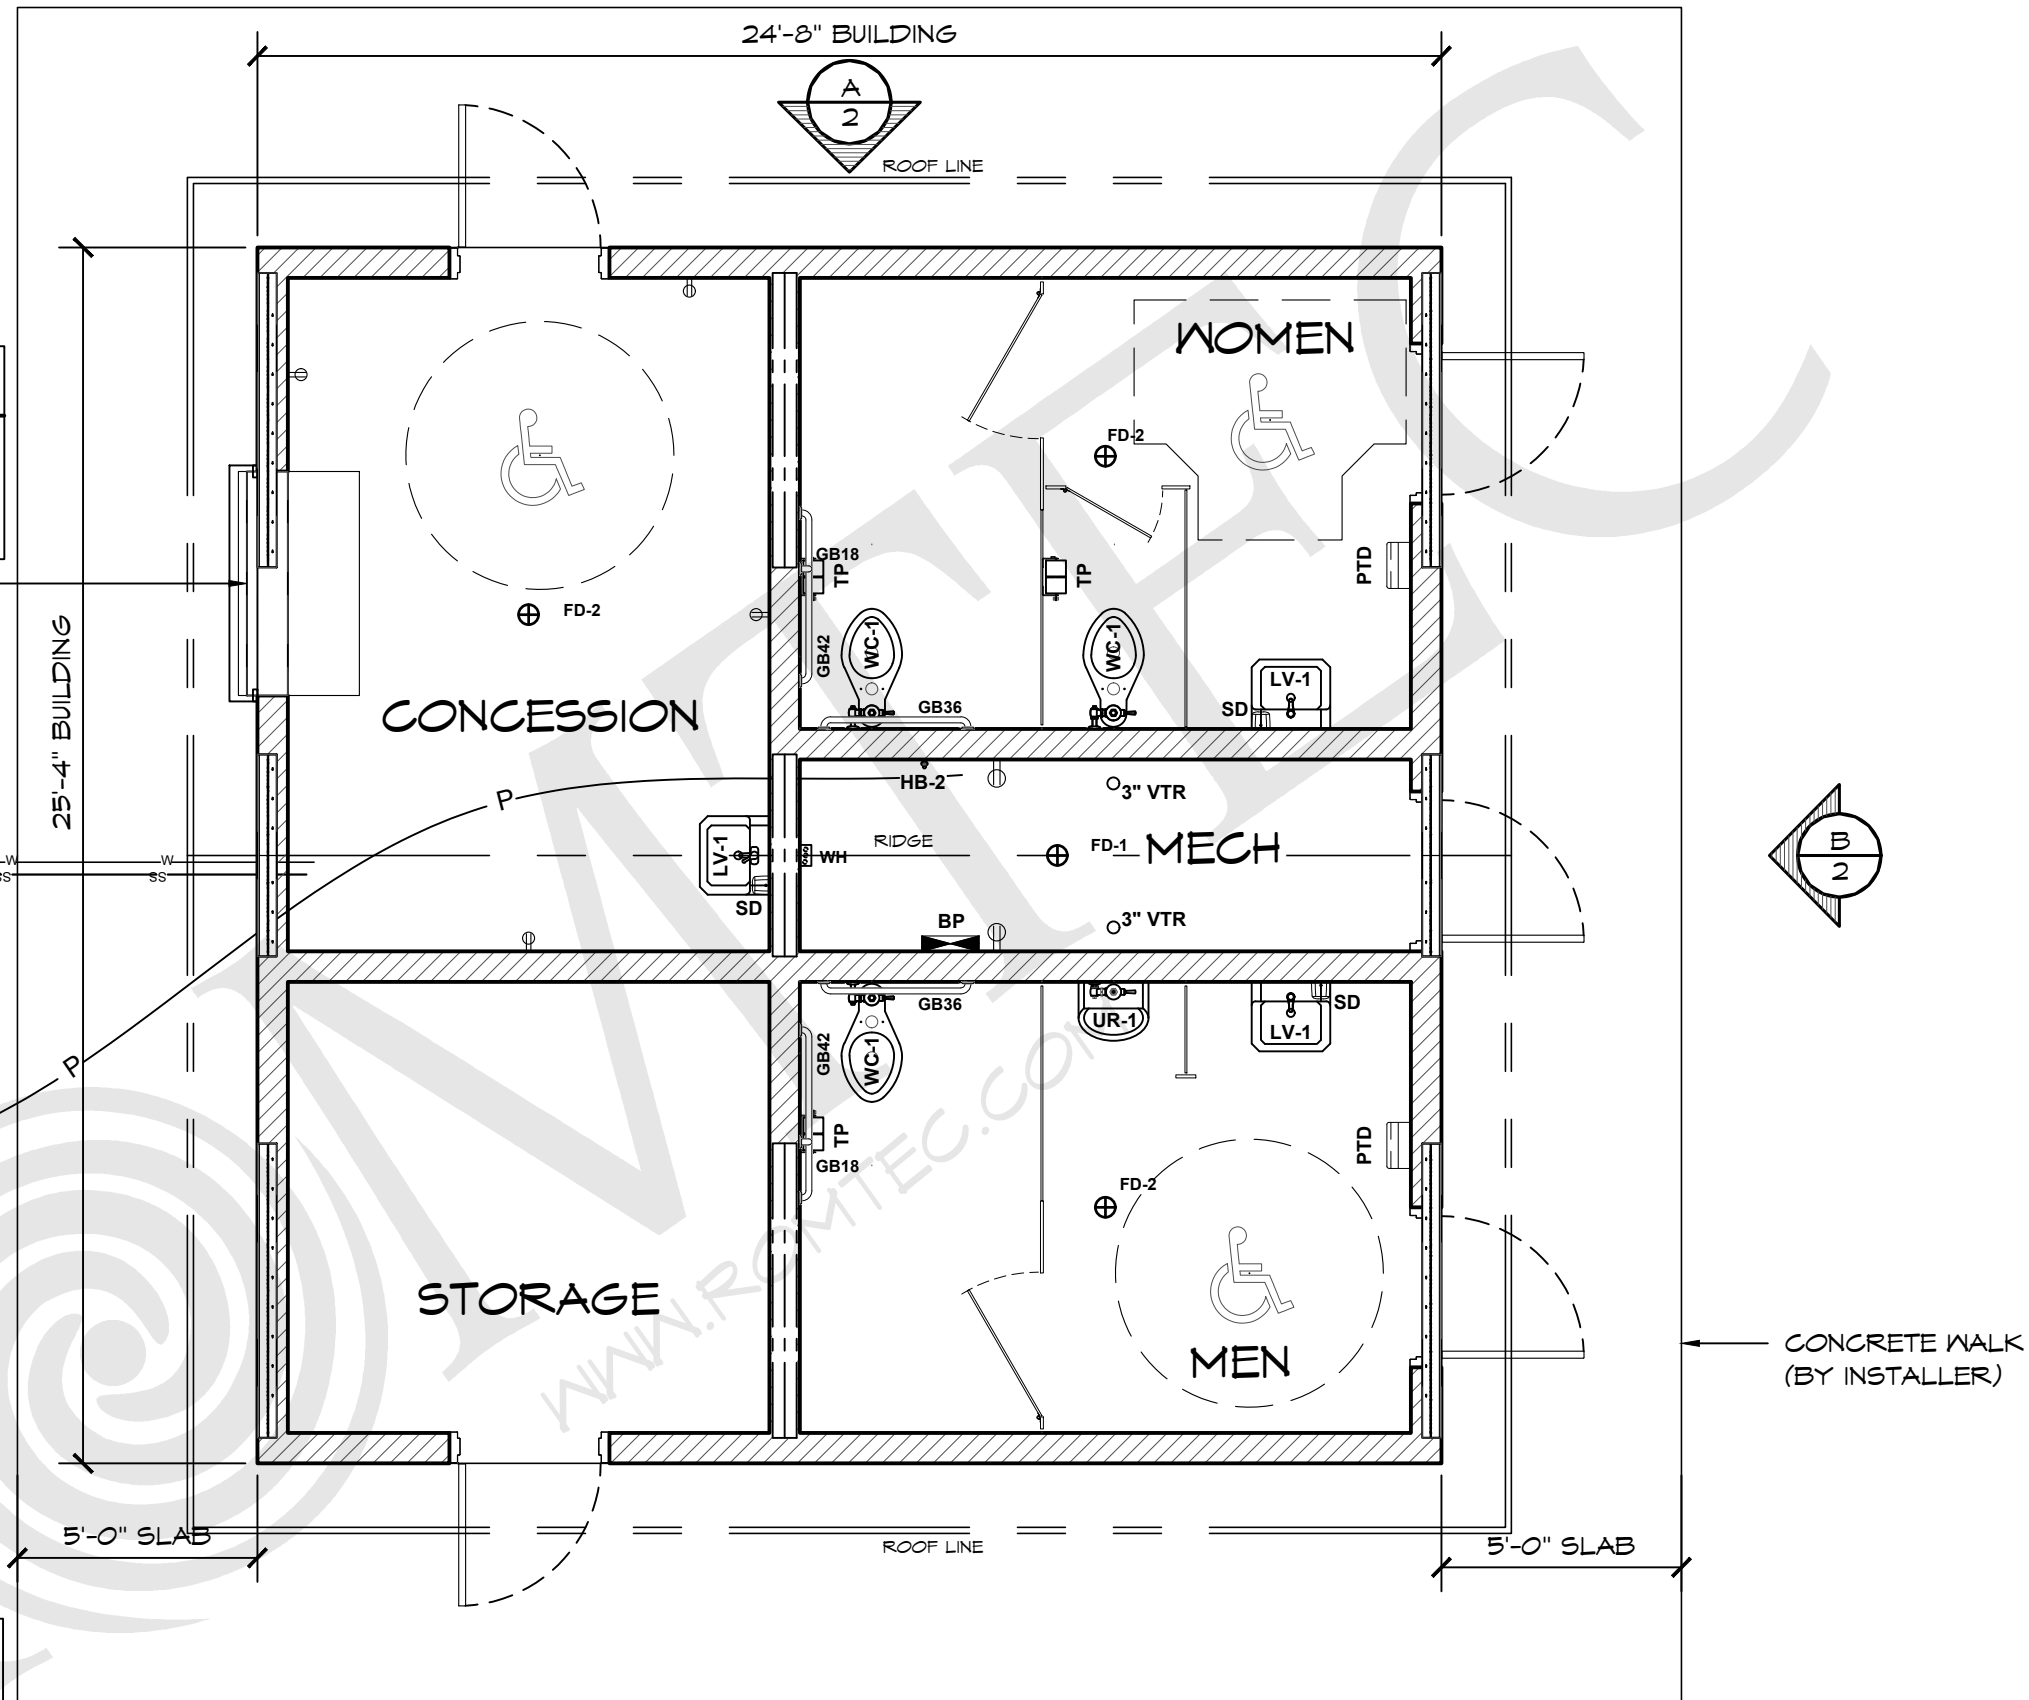 24'-8" BUILDING
A
2
ROOF LINE
WOMEN
FD-2
GB18
TP
TP
PTD
FD-2
WC-1
GB42
WC-1
LV-1
SD
GB36
25'-4" BUILDING
CONCESSION
HB-2
3" VTR
P
RIDGE
FD-1
MECH
WH
LV-1
SD
W
W
SS
SS
B
2
BP
3" VTR
GB36
UR-1
SD
LV-1
GB42
WC-1
P
TP
GB18
PTD
FD-2
STORAGE
MEN
CONCRETE WALK
(BY INSTALLER)
5'-0" SLAB
ROOF LINE
5'-0" SLAB
OMTEC
WWW.ROMTEC.COM